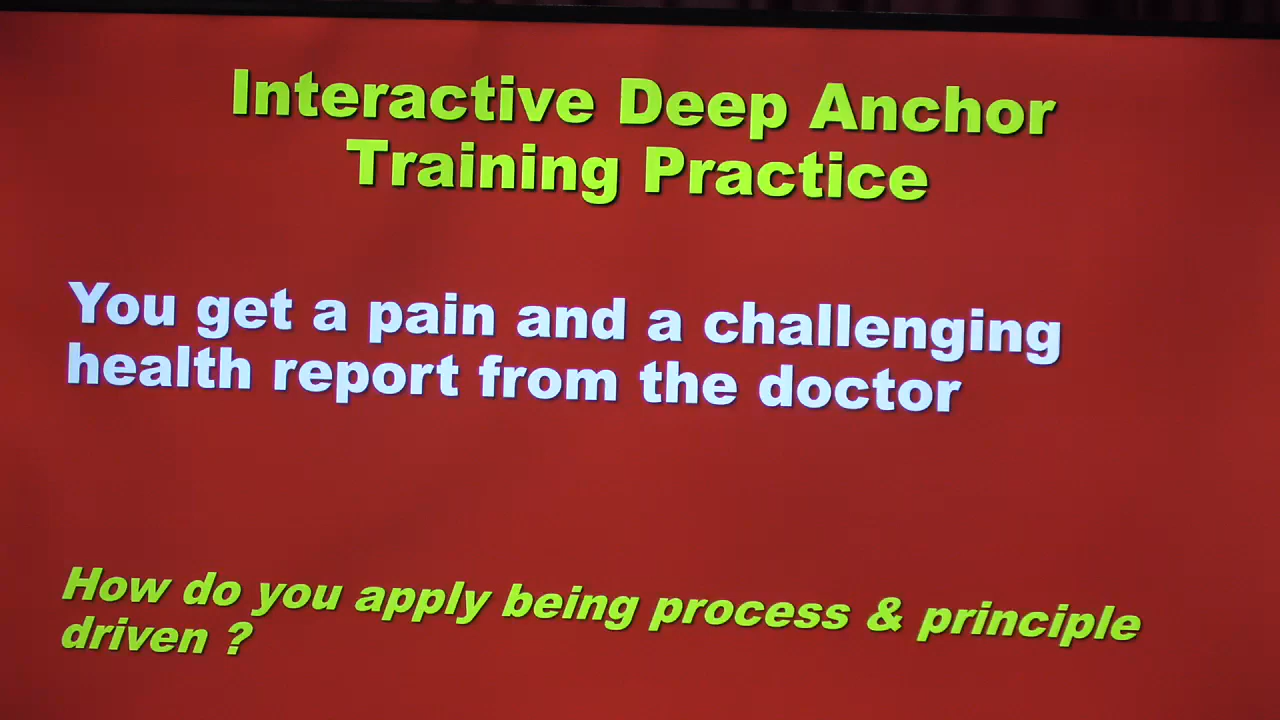 Interactive Deep Anchor
Training Practice
You get a pain and a challenging
health report from the doctor
How do you apply being process & principle
driven ?